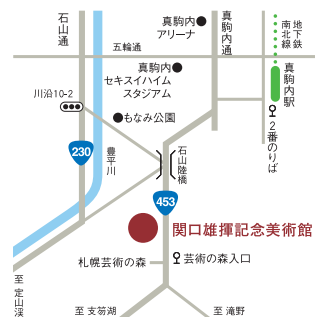 石山通
真駒内
アリーナ
真駒内通
地下鉄
南北線
五輪通
真駒内
セキスイハイム
スタジアム
真駒内駅
川沿10-2
もなみ公園
2番のりば
豊平川
石山陸橋
230
453
関口雄揮記念美術館
札幌芸術の森
芸術の森入口
至定山渓
至 支笏湖
至 滝野